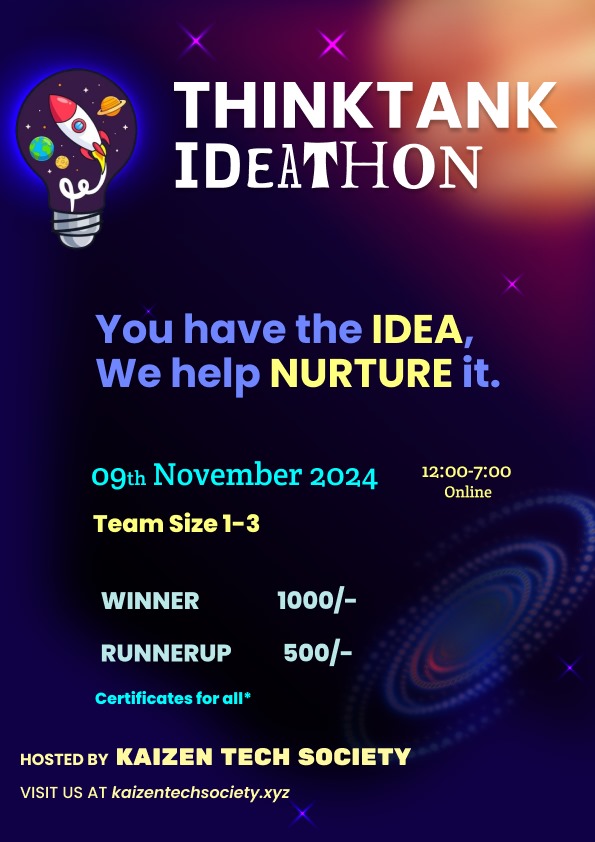 THINKTANK
IDEATHON
You have the IDEA,
We help NURTURE it.
09th November 2024
12:00-7:00
Online
Team Size 1-3
WINNER 1000/-
RUNNERUP 500/-
Certificates for all*
HOSTED BY KAIZEN TECH SOCIETY
VISIT US AT kaizentechsociety.xyz